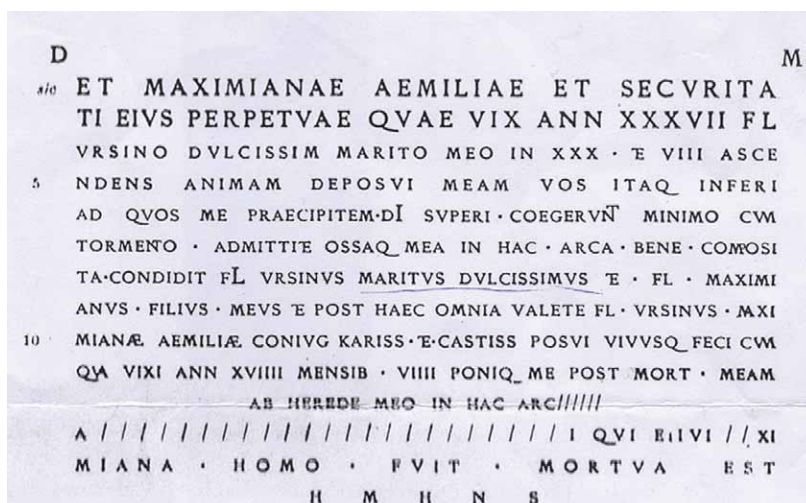 D M
sic ET MAXIMIANAE AEMILIAE ET SECVRITA
TI EIVS PERPETVAE QVAE VIX ANN XXXVII FL
VRSINO DVLCISSIM MARITO MEO IN XXX · E VIII ASCE
5 NDENS ANIMAM DEPOSVI MEAM VOS ITAQ INFERI
AD QVOS ME PRAECIPITEM·DI SVPERI · COEGERVNT MINIMO CVM
TORMENTO · ADMITTITE OSSAQ MEA IN HAC · ARCA · BENE · COMPOSI
TA·CONDIDIT FL VRSINVS MARITVS DVLCISSIMVS E · FL · MAXIMI
ANVS · FILIVS · MEVS E POST HAEC OMNIA VALETE FL · VRSINVS · MAXI
10 MIANÆ AEMILIÆ CONIVG KARISS · E · CASTISS POSVI VIVVSQ FECI CVM
QVA VIXI ANN XVIIII MENSIB · VIIII PONIQ ME POST MORT · MEAM
AB HEREDE MEO IN HAC ARC//////
A / / / / / / / / / / / / / / / / / / / I QVI / / XI
MIANA · HOMO · FVIT · MORTVA EST
H M H N S